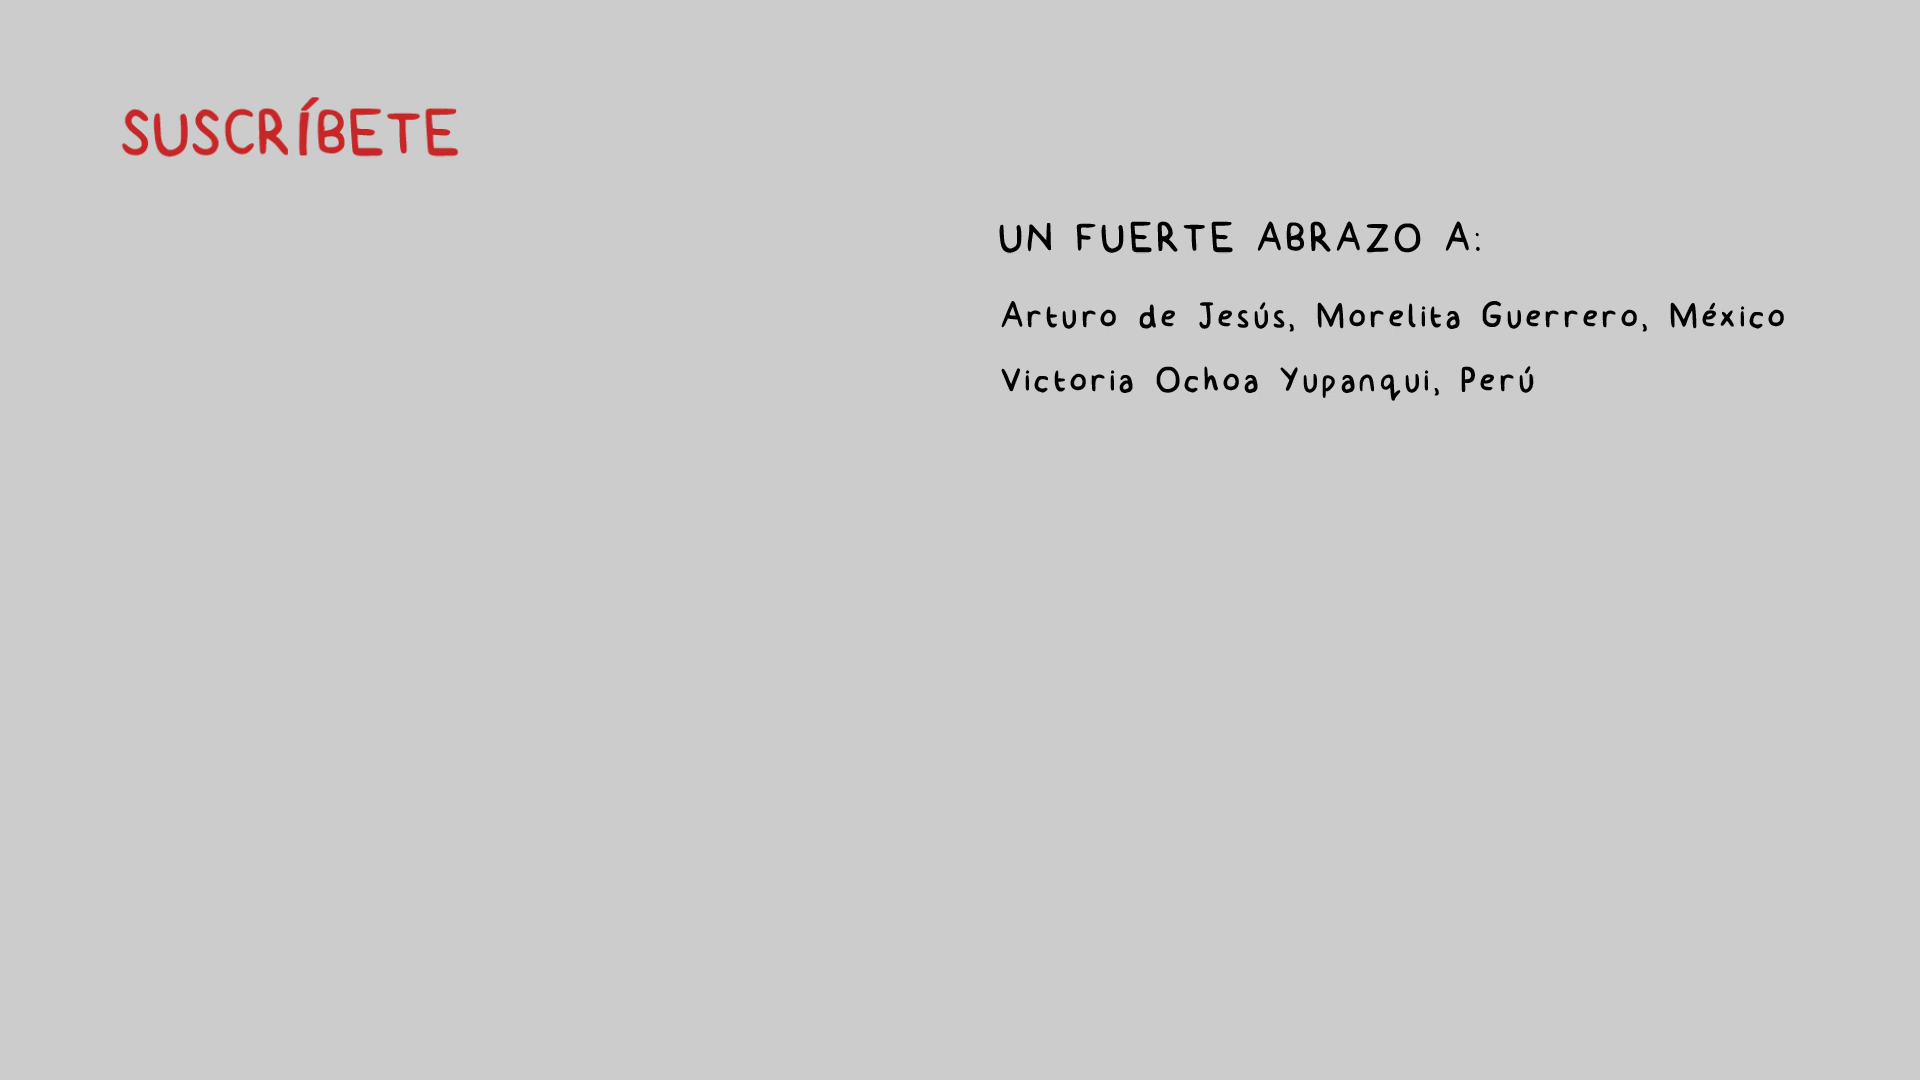 SUSCRÍBETE
UN FUERTE ABRAZO A:
Arturo de Jesús, Morelita Guerrero, México
Victoria Ochoa Yupanqui, Perú